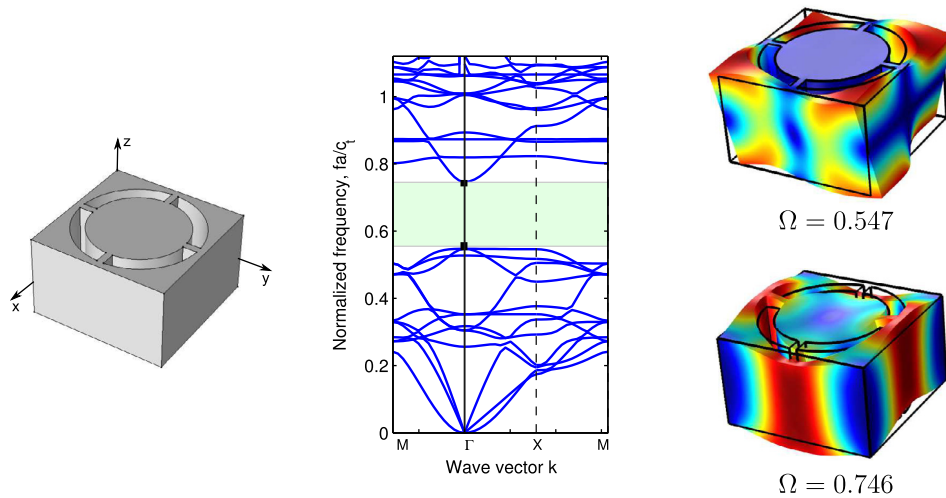 z
x
y
Normalized frequency, fa/c_t
1
0.8
0.6
0.4
0.2
0
M
Γ
X
M
Wave vector k
Ω = 0.547
Ω = 0.746